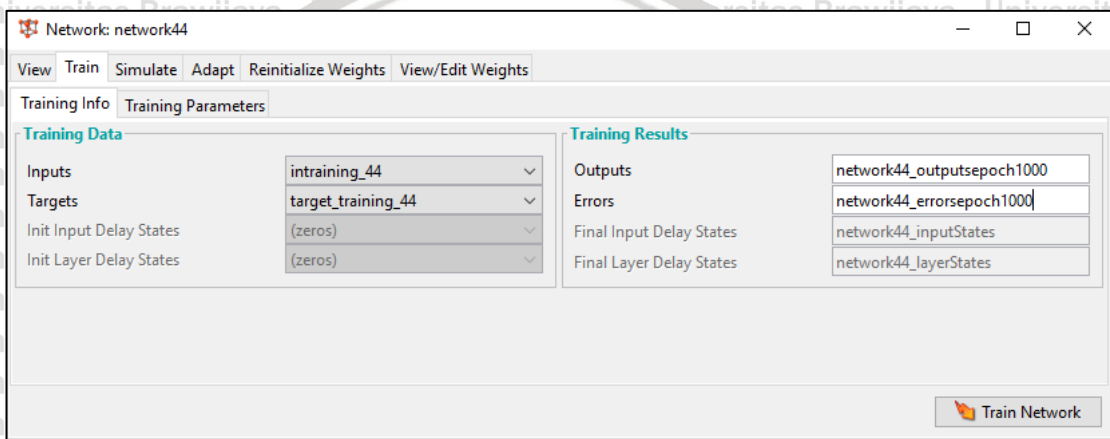 Network: network44
View Train Simulate Adapt Reinitialize Weights View/Edit Weights
Training Info Training Parameters
Training Data
Inputs intraining_44
Targets target_training_44
Init Input Delay States (zeros)
Init Layer Delay States (zeros)
Training Results
Outputs network44_outputsepoch1000
Errors network44_errorsepoch1000
Final Input Delay States network44_inputStates
Final Layer Delay States network44_layerStates
Train Network